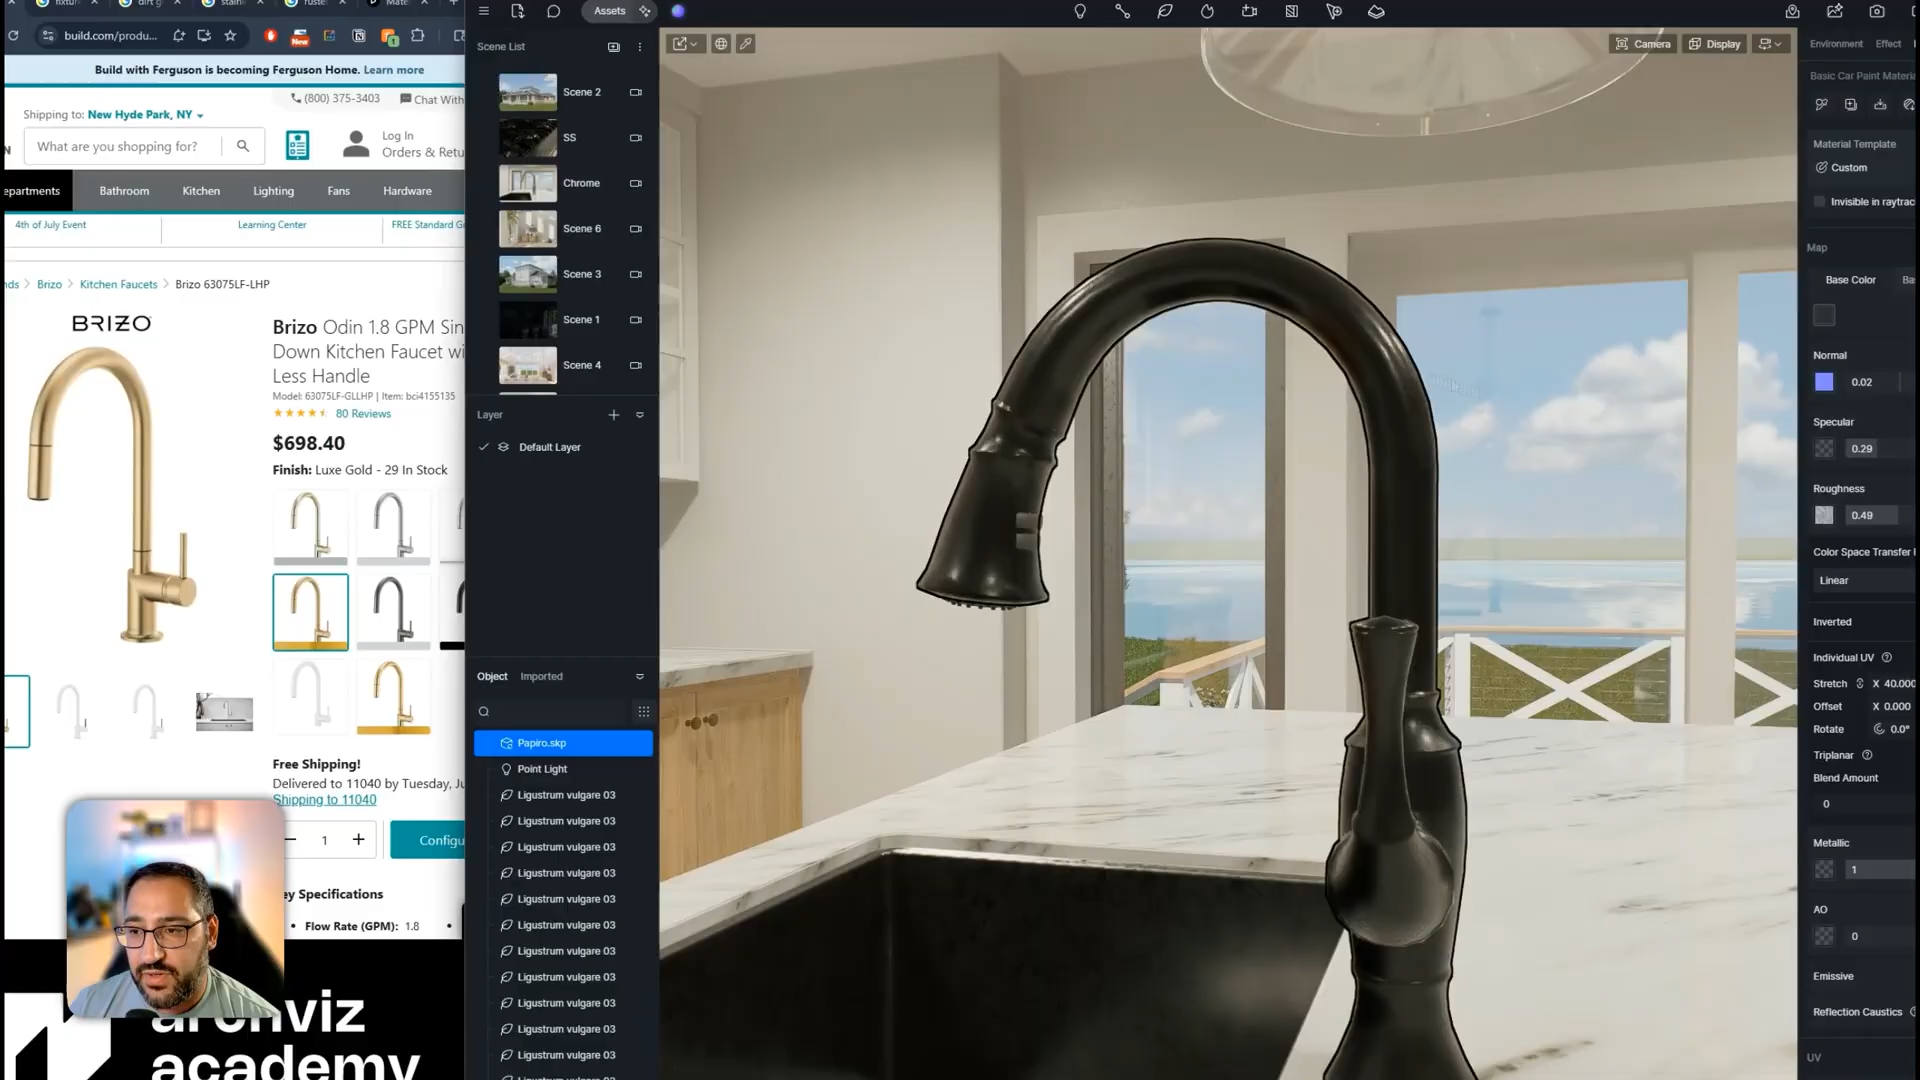 fixtur
dirt g
stain
ruste
Mate
build.com/produ...
New
1
Build with Ferguson is becoming Ferguson Home. Learn more
(800) 375-3403
Chat With
Shipping to: New Hyde Park, NY
N
What are you shopping for?
Log In
Orders & Retu
epartments
Bathroom
Kitchen
Lighting
Fans
Hardware
4th of July Event
Learning Center
FREE Standard G
nds
Brizo
Kitchen Faucets
Brizo 63075LF-LHP
BRIZO
Brizo Odin 1.8 GPM Sin
Down Kitchen Faucet wi
Less Handle
Model: 63075LF-GLLHP | Item: bci4155135
80 Reviews
$698.40
Finish: Luxe Gold - 29 In Stock
Free Shipping!
Delivered to 11040 by Tuesday, Ju
Shipping to 11040
1
Configu
ey Specifications
Flow Rate (GPM): 1.8
archviz
academy
Assets
Scene List
Scene 2
SS
Chrome
Scene 6
Scene 3
Scene 1
Scene 4
Layer
Default Layer
Object
Imported
Papiro.skp
Point Light
Ligustrum vulgare 03
Ligustrum vulgare 03
Ligustrum vulgare 03
Ligustrum vulgare 03
Ligustrum vulgare 03
Ligustrum vulgare 03
Ligustrum vulgare 03
Ligustrum vulgare 03
Ligustrum vulgare 03
Ligustrum vulgare 03
Ligustrum vulgare 03
Camera
Display
Environment
Effect
Basic Car Paint Materia
Material Template
Custom
Invisible in raytrac
Map
Base Color
Ba
Normal
0.02
Specular
0.29
Roughness
0.49
Color Space Transfer
Linear
Inverted
Individual UV
Stretch
X 40.000
Offset
X 0.000
Rotate
0.0°
Triplanar
Blend Amount
0
Metallic
1
AO
0
Emissive
Reflection Caustics
UV